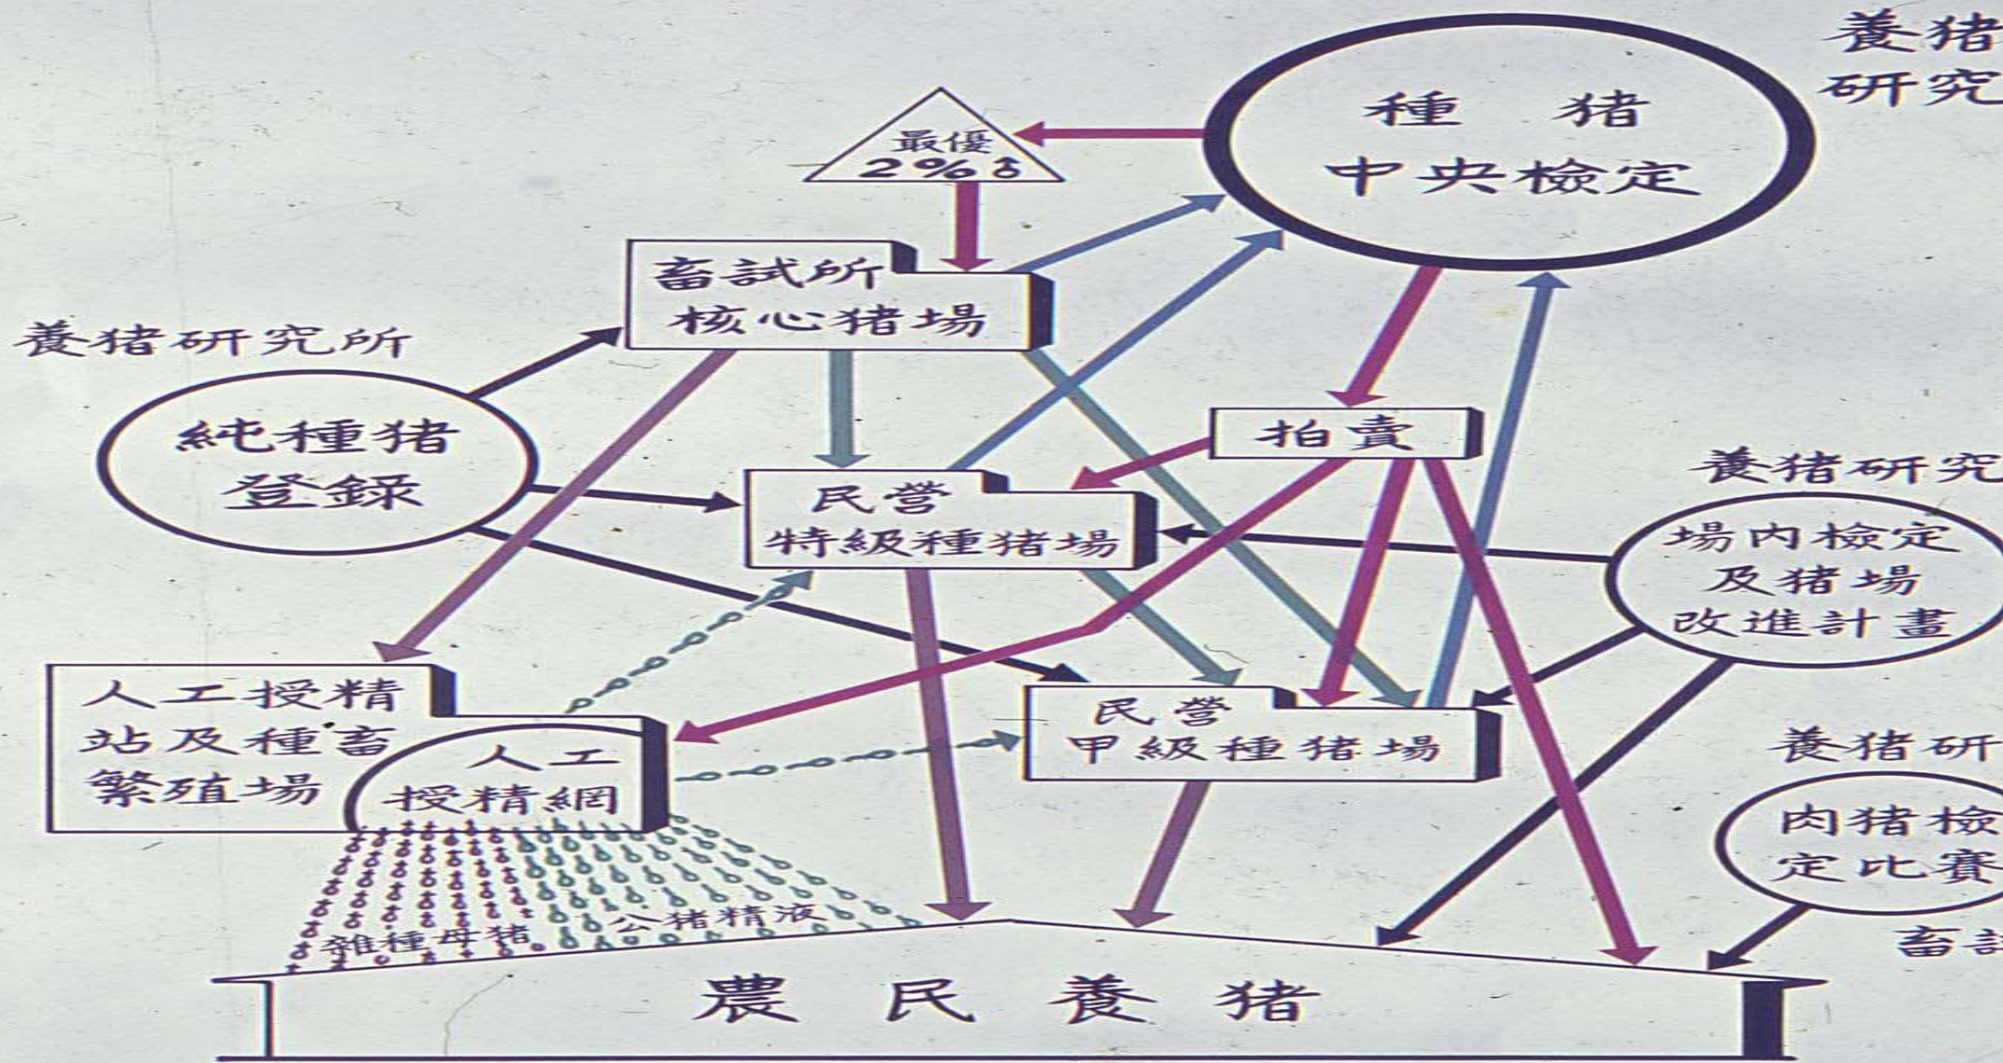 養猪
研究
種 猪
中央檢定
最優
2%♂
畜試所
核心猪場
養猪研究所
純種猪
登錄
拍賣
民營
特級種猪場
養猪研究
場內檢定
及猪場
改進計畫
人工授精
站及種畜
繁殖場
人工
授精網
民營
甲級種猪場
養猪研
肉猪檢
定比賽
雜種母猪
公猪精液
畜試
農民養猪